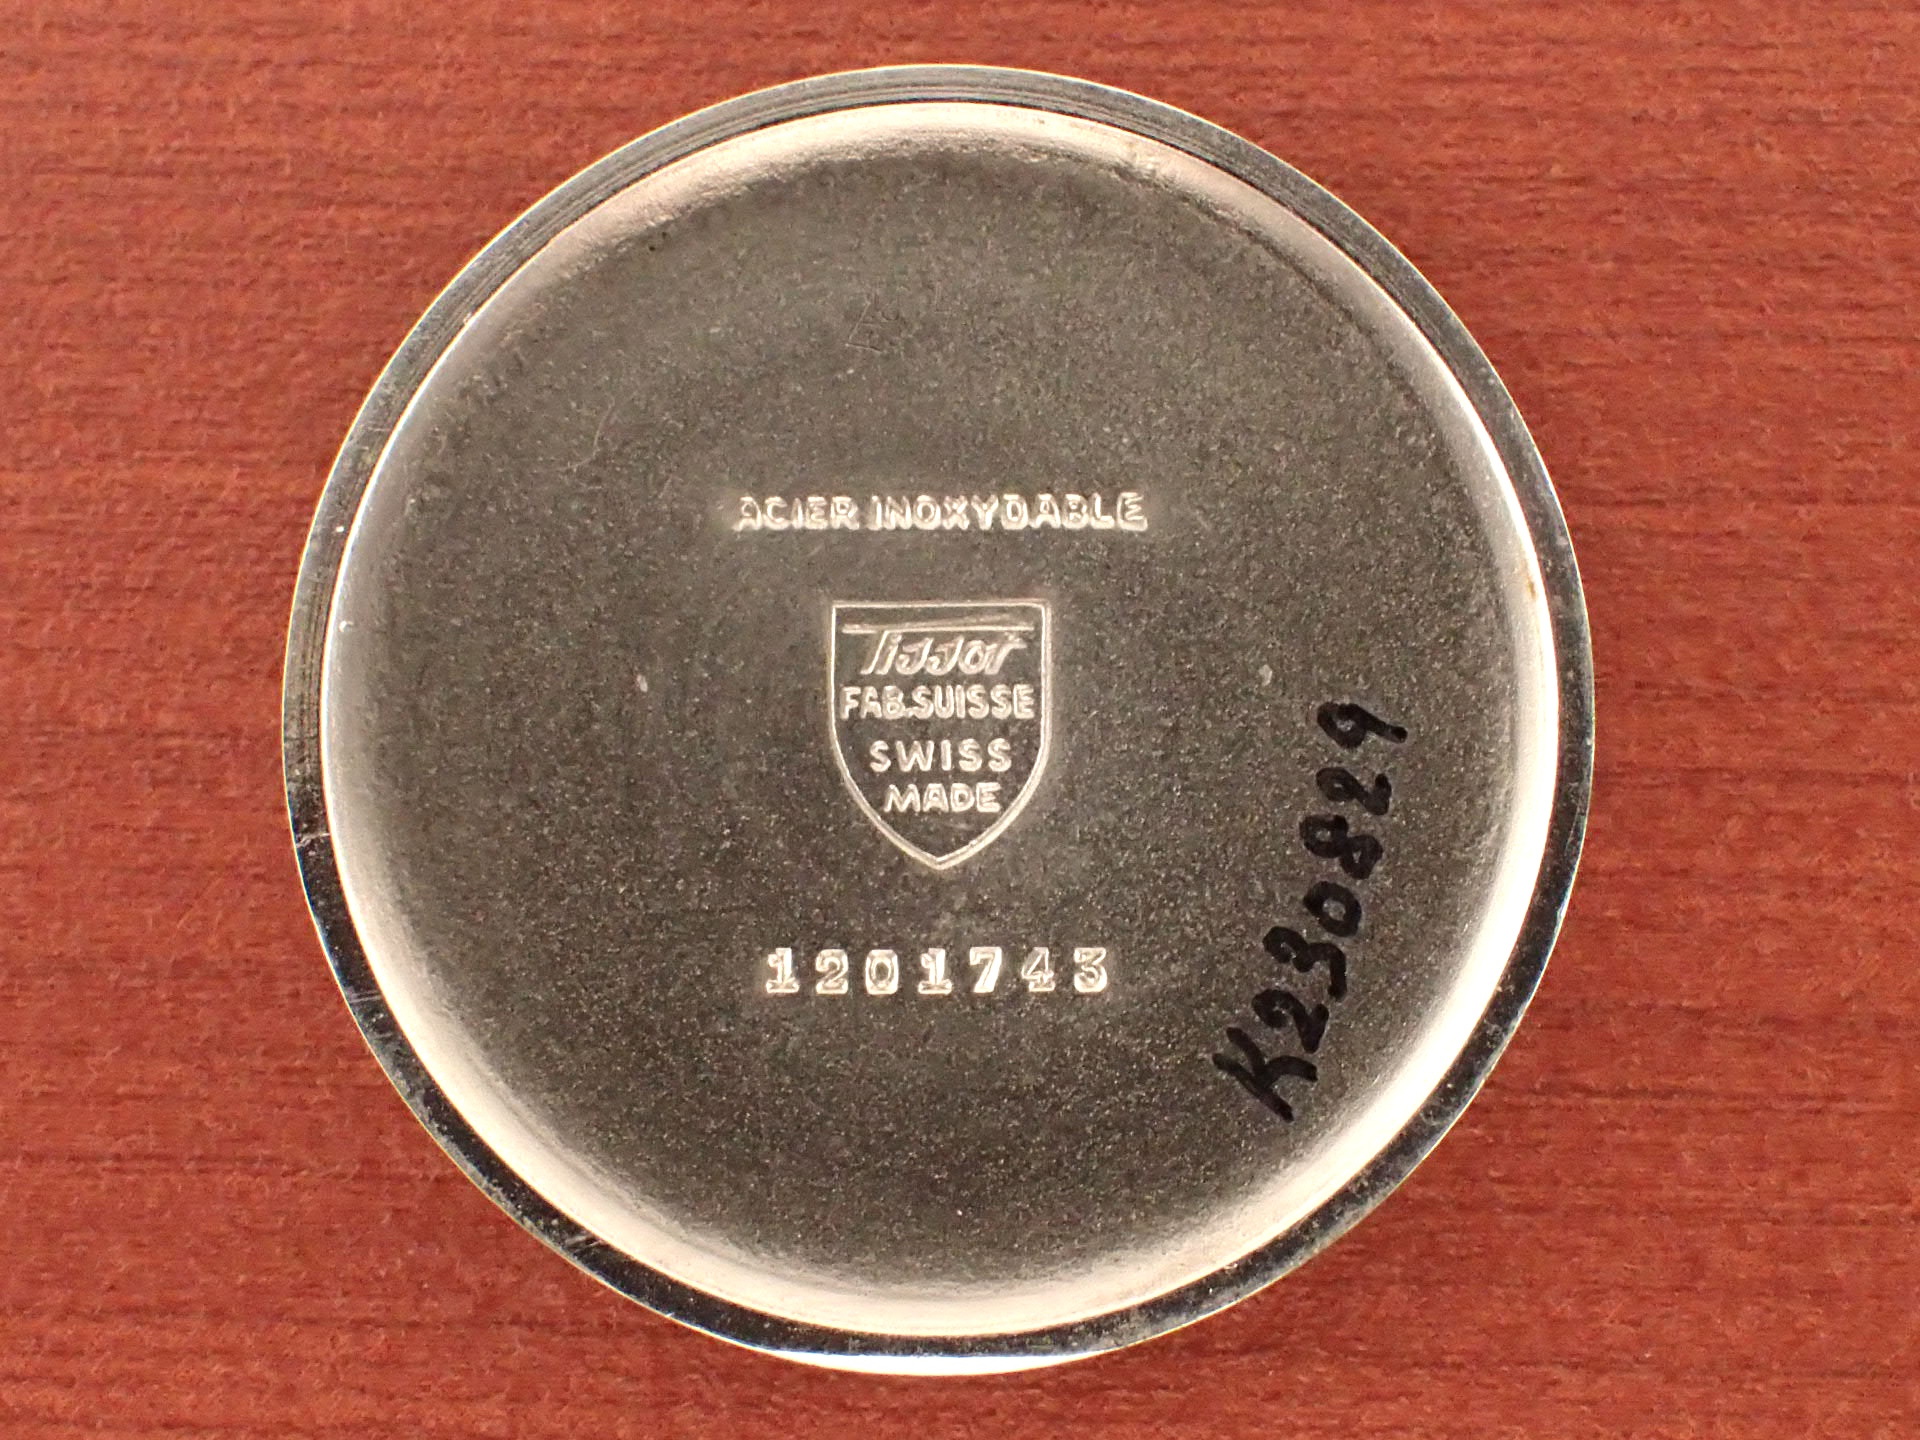 ACIER INOXYDABLE
Tissot
FAB.SUISSE
SWISS
MADE
1201743
K230829